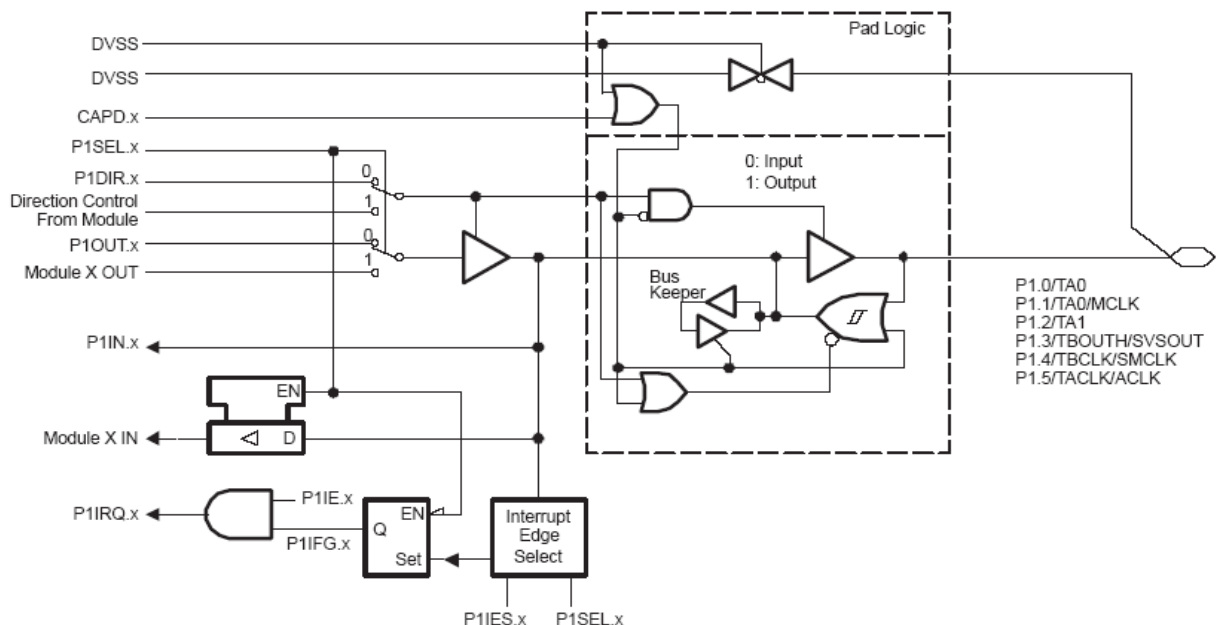 Pad Logic
DVSS
DVSS
CAPD.x
P1SEL.x
0
P1DIR.x
Direction Control
From Module
1
P1OUT.x
0
Module X OUT
1
0: Input
1: Output
Bus
Keeper
P1.0/TA0
P1.1/TA0/MCLK
P1.2/TA1
P1.3/TBOUTH/SVSOUT
P1.4/TBCLK/SMCLK
P1.5/TACLK/ACLK
P1IN.x
EN
Module X IN
D
P1IRQ.x
P1IE.x
P1IFG.x
Q
EN
Set
Interrupt
Edge
Select
P1IES.x
P1SEL.x